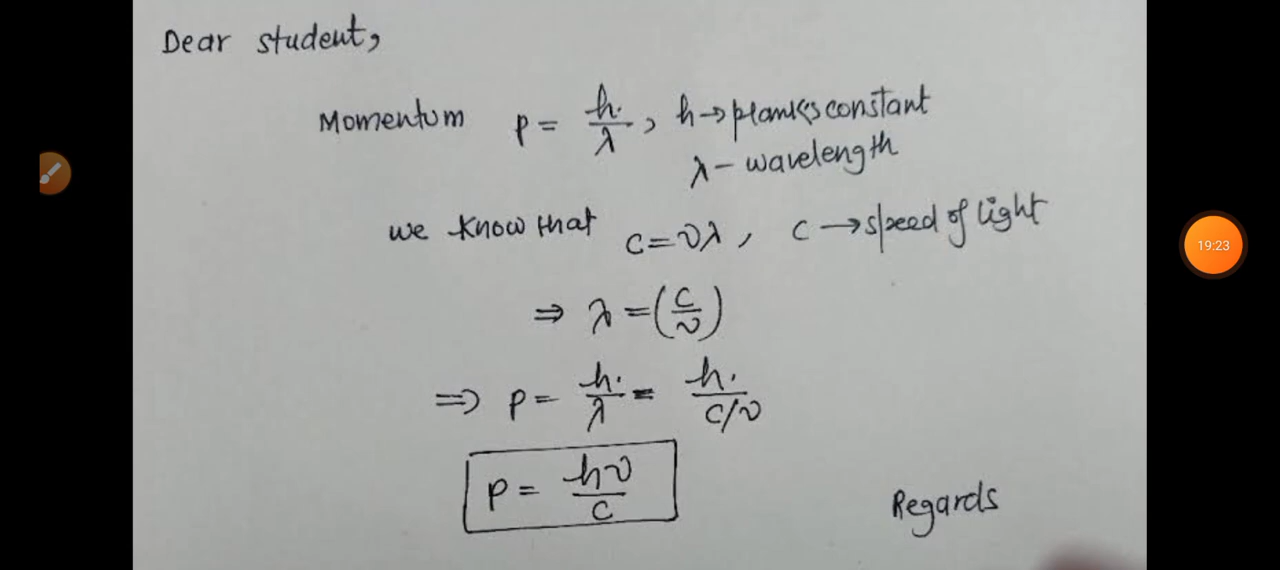 Dear student,
Momentum p = h/λ, h→planks constant
λ – wavelength
we know that c=νλ, c→speed of light
⇒ λ =(c/ν)
⇒ p = h/λ = h/c/ν
p = hν/c
Regards
19:23